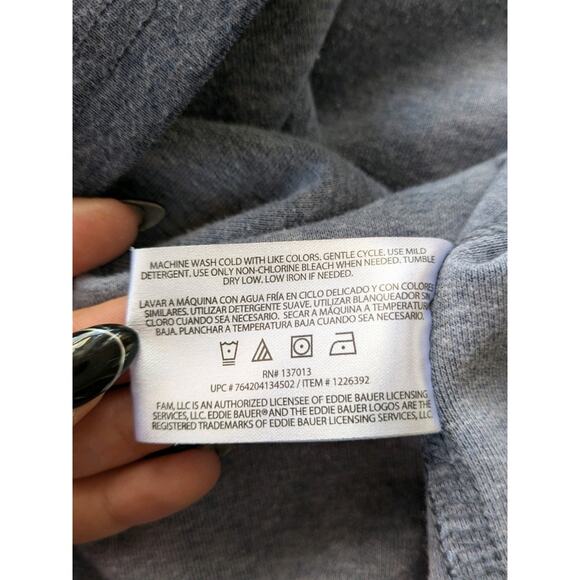 MACHINE WASH COLD WITH LIKE COLORS. GENTLE CYCLE. USE MILD
DETERGENT. USE ONLY NON-CHLORINE BLEACH WHEN NEEDED. TUMBLE
DRY LOW. LOW IRON IF NEEDED.
LAVAR A MÁQUINA CON AGUA FRÍA EN CICLO DELICADO Y CON COLORES
SIMILARES. UTILIZAR DETERGENTE SUAVE. UTILIZAR BLANQUEADOR SIN
CLORO CUANDO SEA NECESARIO. SECAR A MÁQUINA A TEMPERATURA
BAJA. PLANCHAR A TEMPERATURA BAJA CUANDO SEA NECESARIO.
RN# 137013
UPC # 764204134502 / ITEM # 1226392
FAM, LLC IS AN AUTHORIZED LICENSEE OF EDDIE BAUER LICENSING
SERVICES, LLC. EDDIE BAUER® AND THE EDDIE BAUER LOGOS ARE THE
REGISTERED TRADEMARKS OF EDDIE BAUER LICENSING SERVICES, LLC